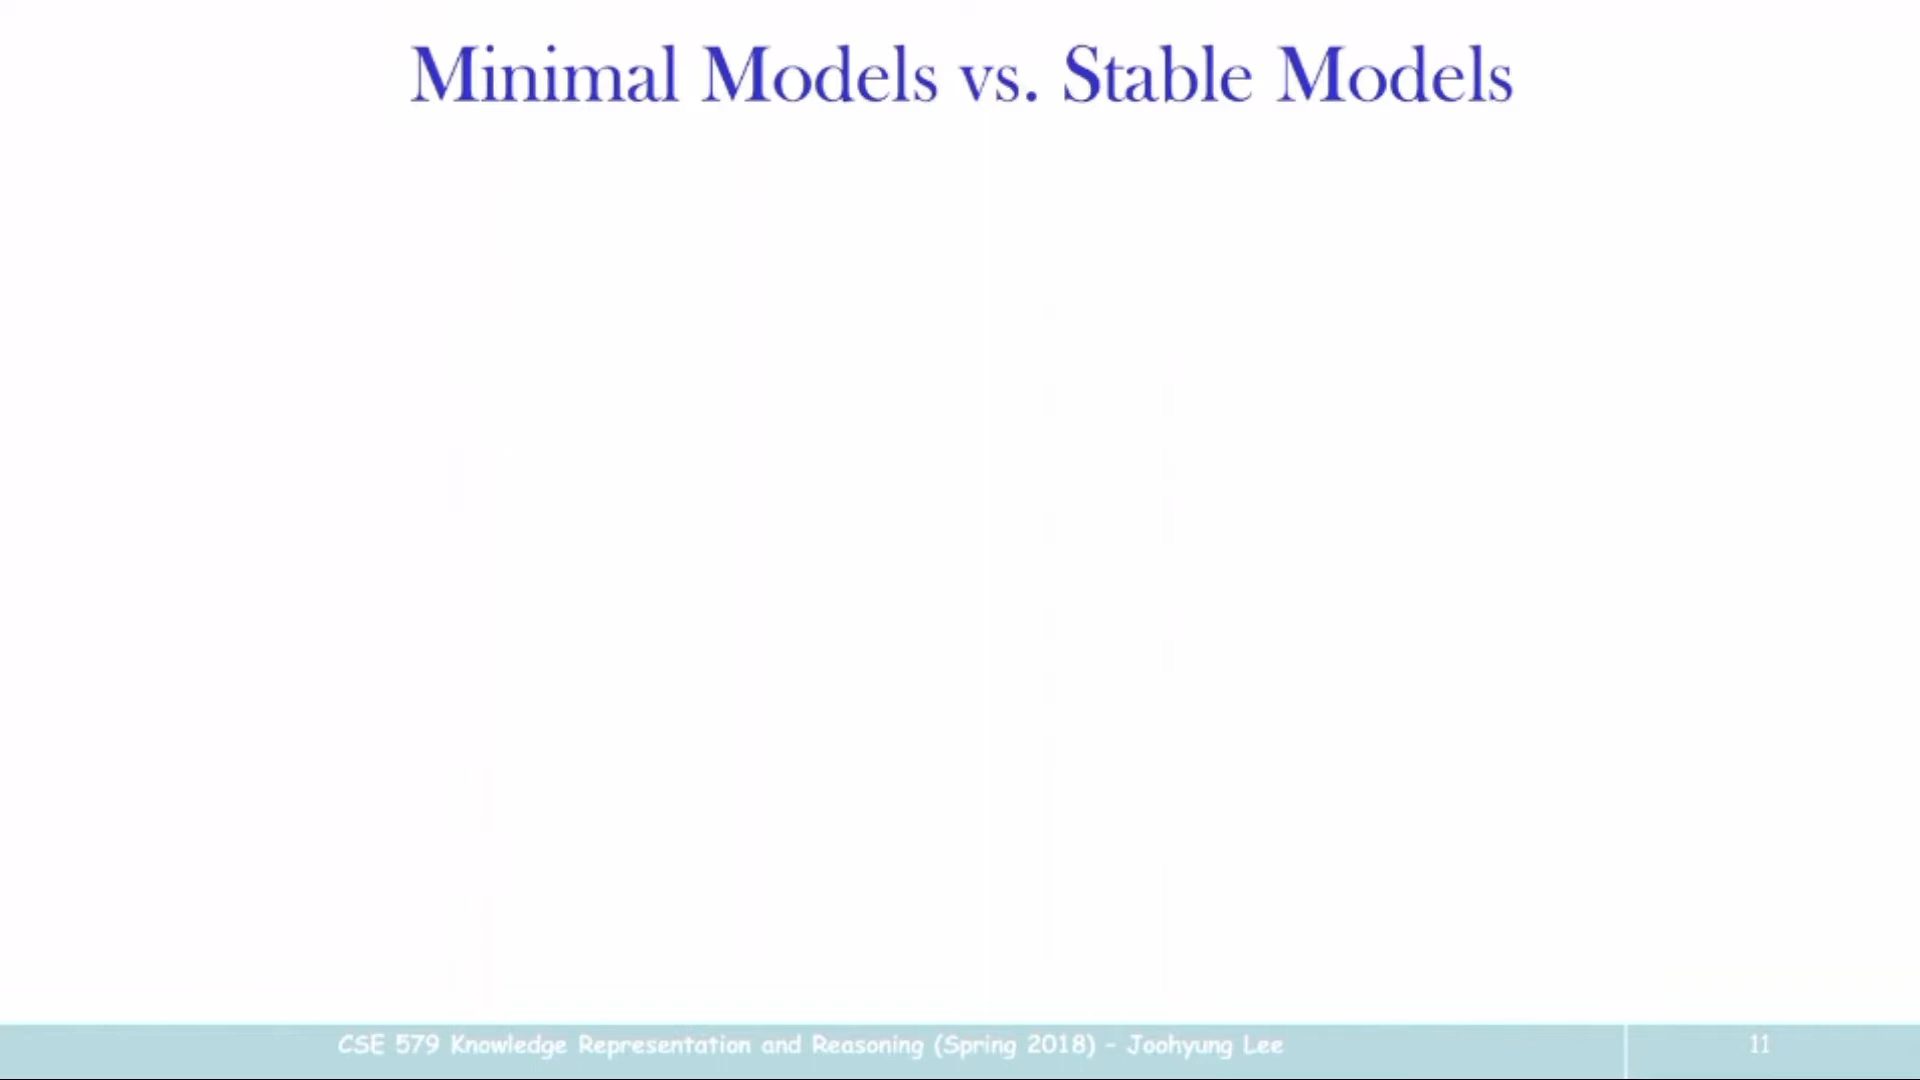 Minimal Models vs. Stable Models
CSE 579 Knowledge Representation and Reasoning (Spring 2018) - Joohyung Lee
11